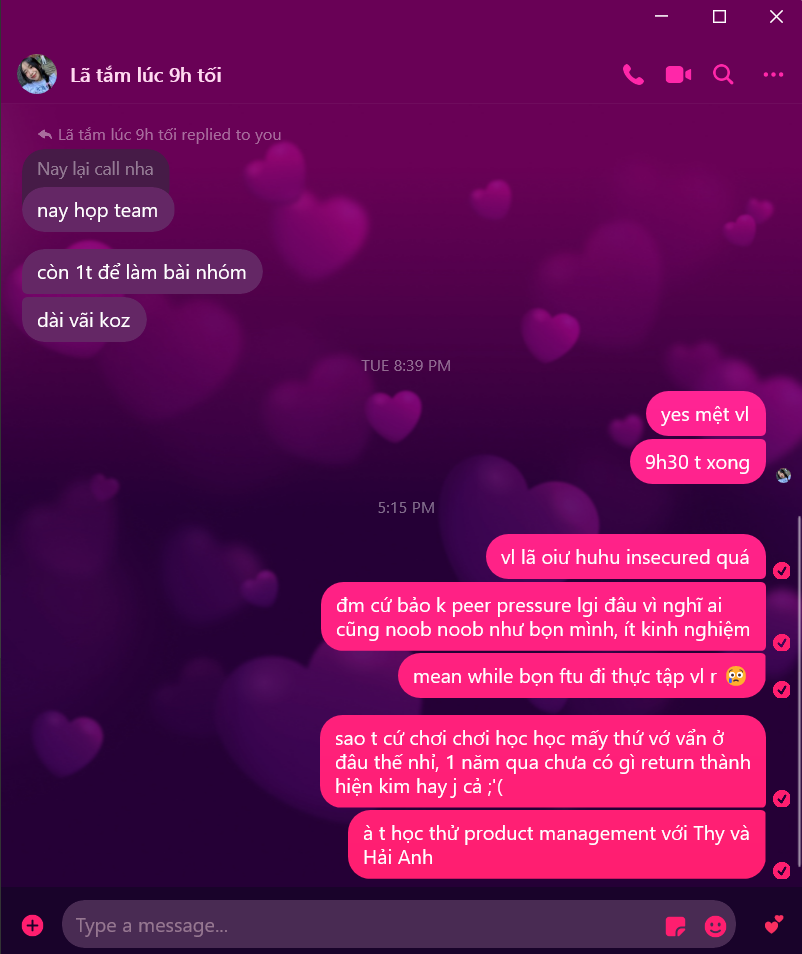 Lã tắm lúc 9h tối
Lã tắm lúc 9h tối replied to you
Nay lại call nha
nay họp team
còn 1t để làm bài nhóm
dài vãi koz
TUE 8:39 PM
yes mệt vl
9h30 t xong
5:15 PM
vl lã oiư huhu insecured quá
đm cứ bảo k peer pressure lgi đâu vì nghĩ ai
cũng noob noob như bọn mình, ít kinh nghiệm
mean while bọn ftu đi thực tập vl r 😢
sao t cứ chơi chơi học học mấy thứ vớ vẩn ở
đâu thế nhỉ, 1 năm qua chưa có gì return thành
hiện kim hay j cả ;'(
à t học thử product management với Thy và
Hải Anh
Type a message...